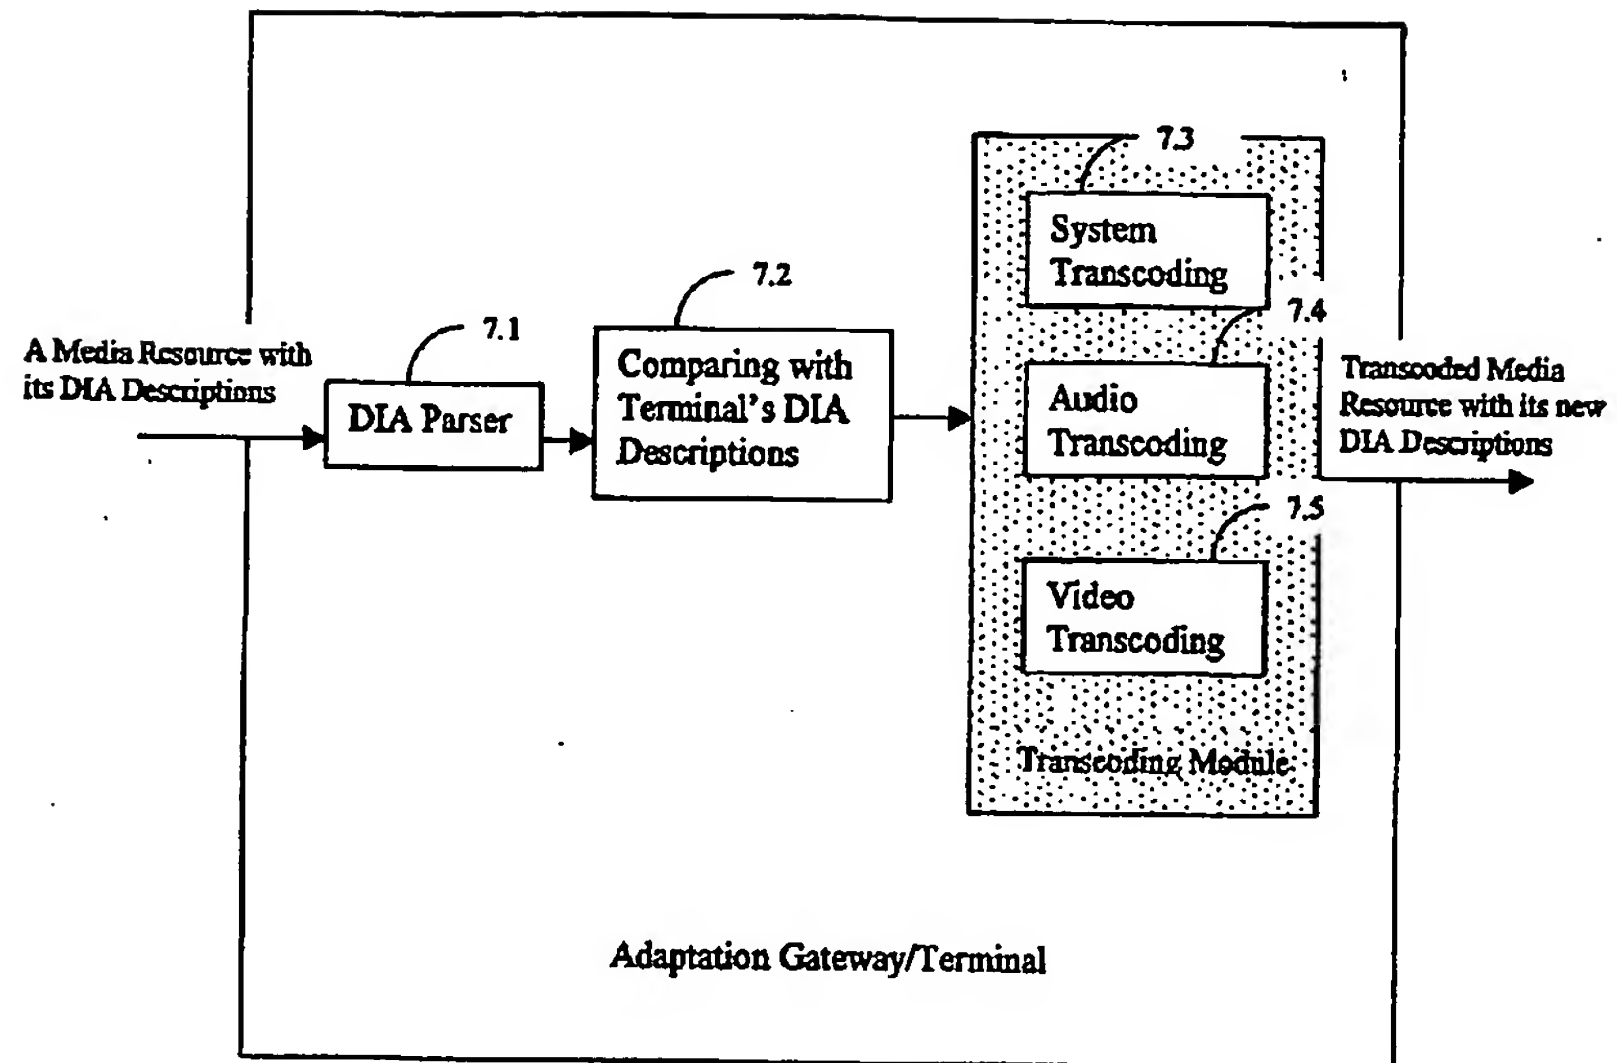 7.3
System
Transcoding
7.2
7.4
7.1
A Media Resource with
its DIA Descriptions
DIA Parser
Comparing with
Terminal's DIA
Descriptions
Audio
Transcoding
Transcoded Media
Resource with its new
DIA Descriptions
7.5
Video
Transcoding
Transcoding Module
Adaptation Gateway/Terminal